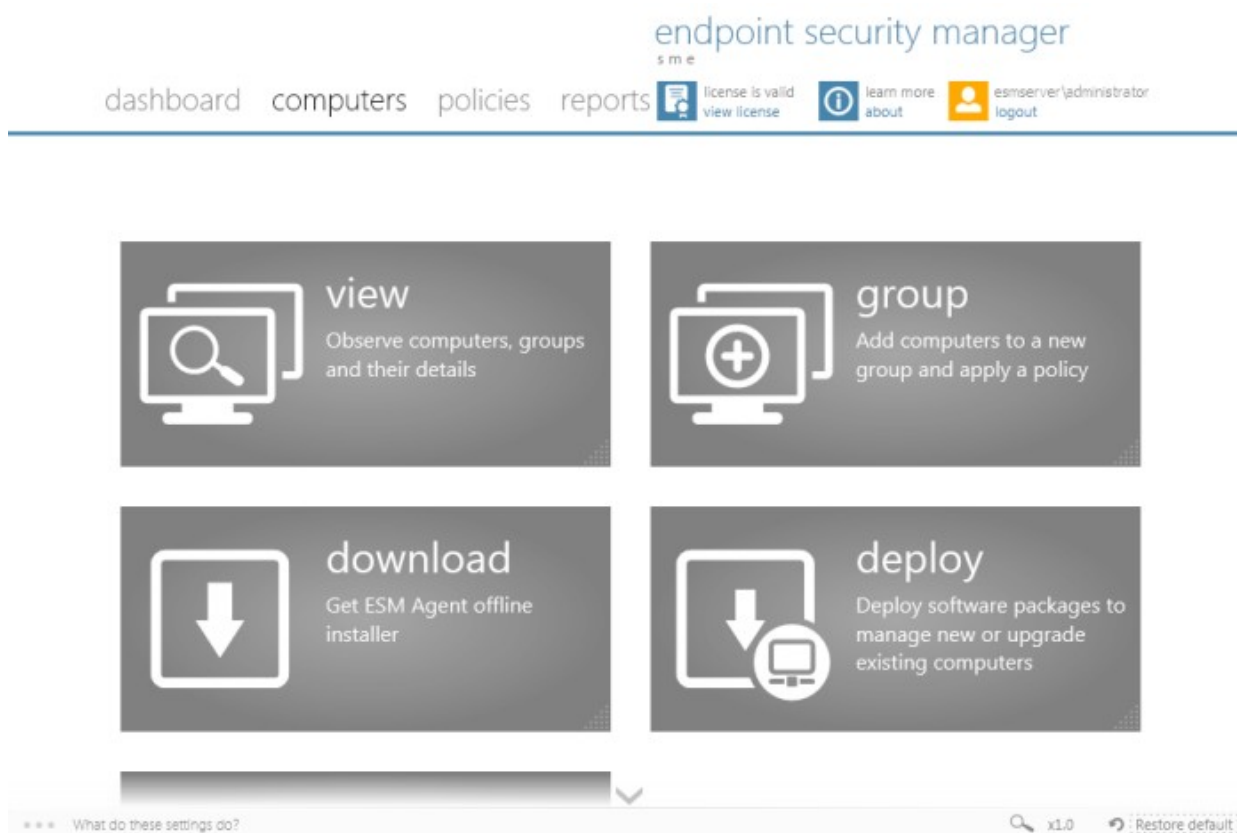 endpoint security manager
sme
dashboard computers policies reports
license is valid
view license
learn more
about
esmserver\administrator
logout
view
Observe computers, groups
and their details
group
Add computers to a new
group and apply a policy
download
Get ESM Agent offline
installer
deploy
Deploy software packages to
manage new or upgrade
existing computers
What do these settings do?
x1.0
Restore default